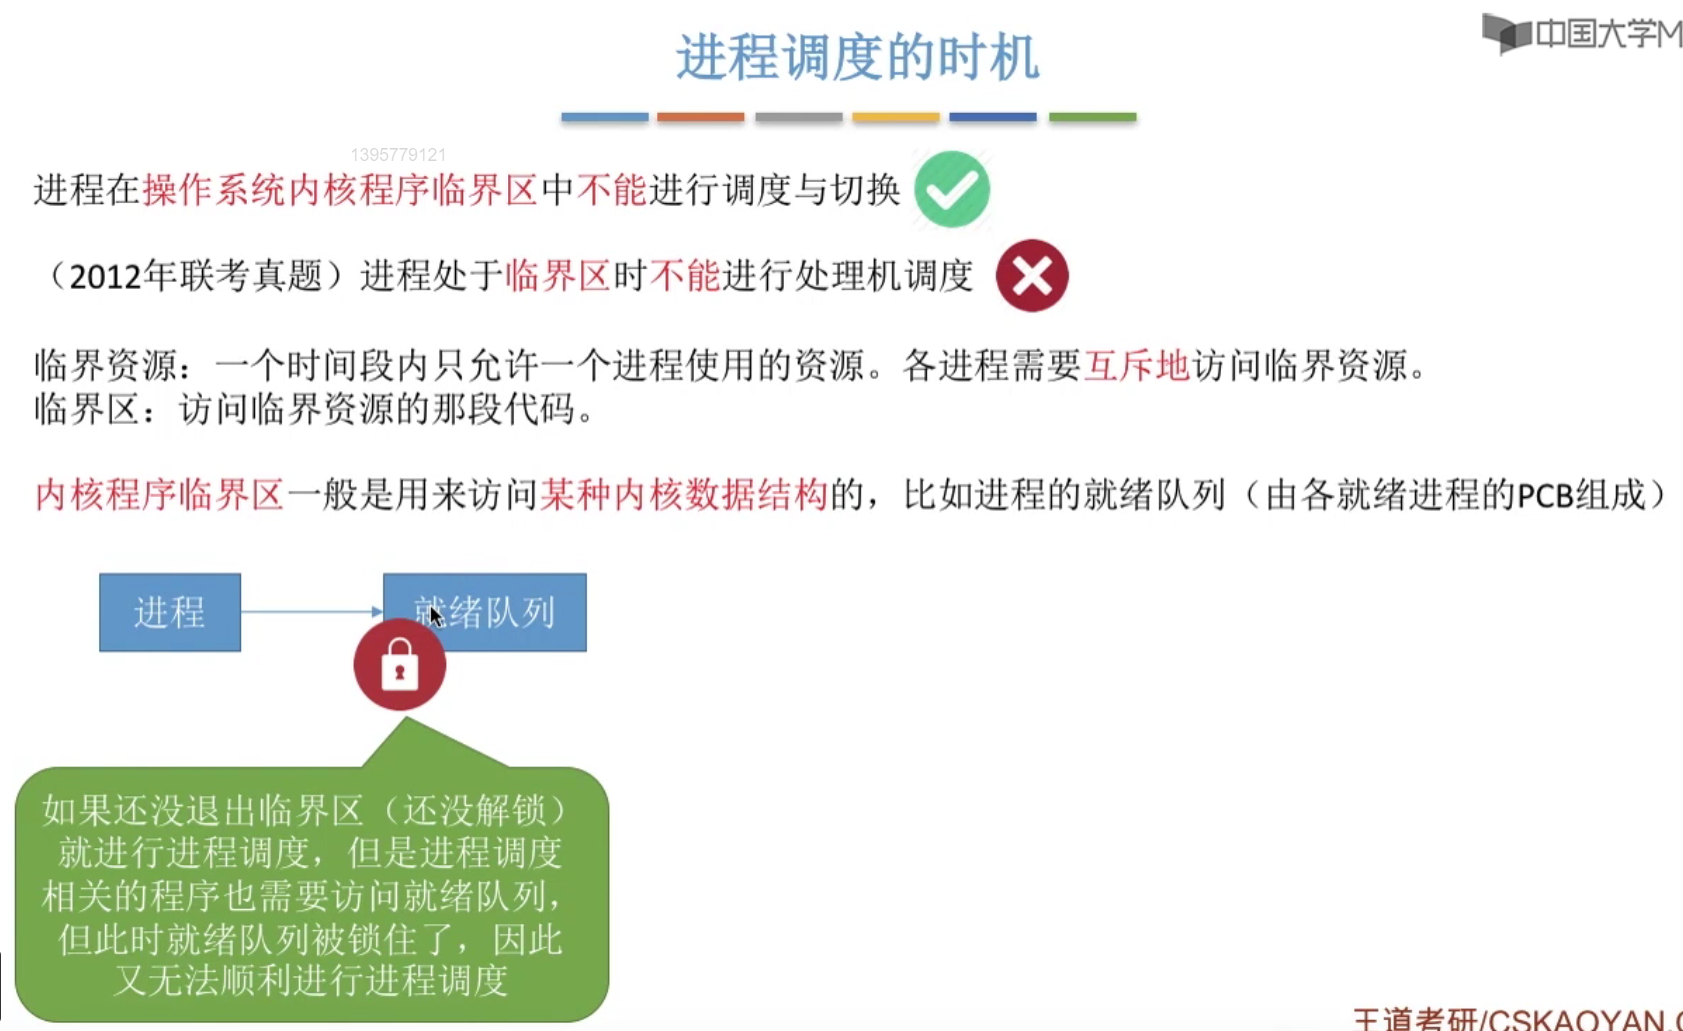 进程调度的时机
中国大学M
1395779121
进程在操作系统内核程序临界区中不能进行调度与切换
（2012年联考真题）进程处于临界区时不能进行处理机调度
临界资源：一个时间段内只允许一个进程使用的资源。各进程需要互斥地访问临界资源。
临界区：访问临界资源的那段代码。
内核程序临界区一般是用来访问某种内核数据结构的，比如进程的就绪队列（由各就绪进程的PCB组成）
进程
就绪队列
如果还没退出临界区（还没解锁）
就进行进程调度，但是进程调度
相关的程序也需要访问就绪队列，
但此时就绪队列被锁住了，因此
又无法顺利进行进程调度
王道考研/CSKAOYAN.